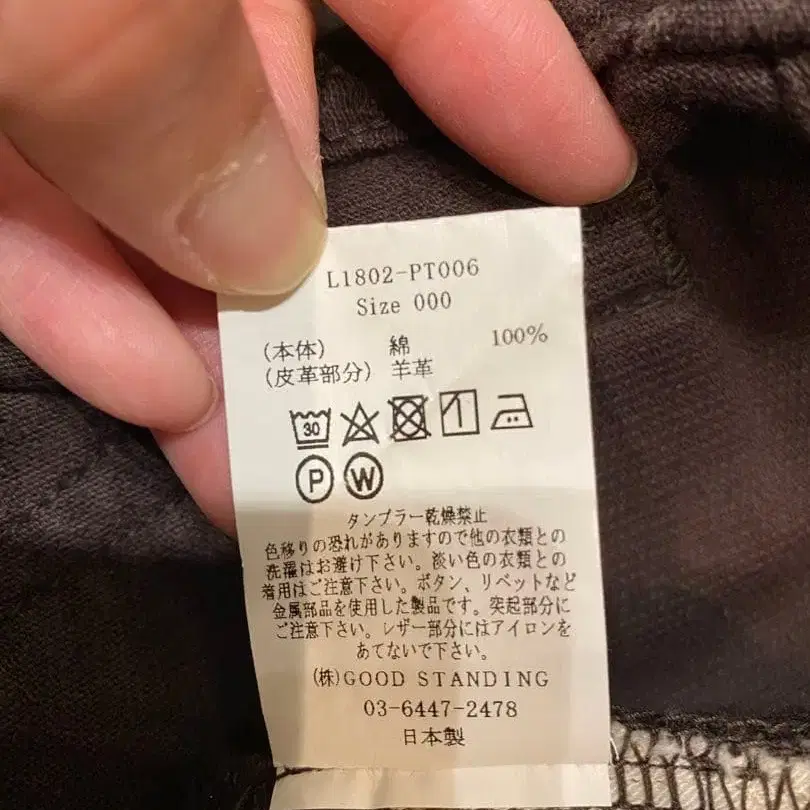 L1802-PT006
Size 000
(本体) 綿 100%
(皮革部分) 羊革
30
P W
タンブラー乾燥禁止
色移りの恐れがありますので他の衣類との
洗濯はお避け下さい。淡い色の衣類との
着用はご注意下さい。ボタン、リベットなど
金属部品を使用した製品です。突起部分に
ご注意下さい。レザー部分にはアイロンを
あてないで下さい。
(株)GOOD STANDING
03-6447-2478
日本製